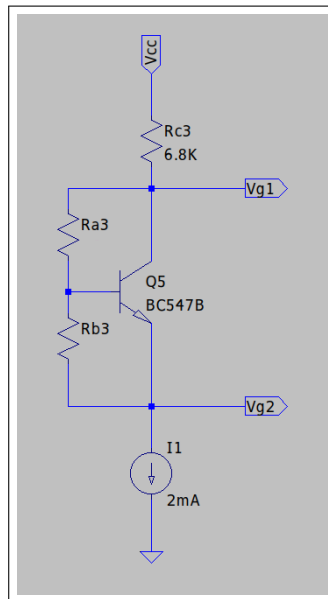 Vcc
Rc3
6.8K
Vg1
Ra3
Q5
BC547B
Rb3
Vg2
I1
2mA